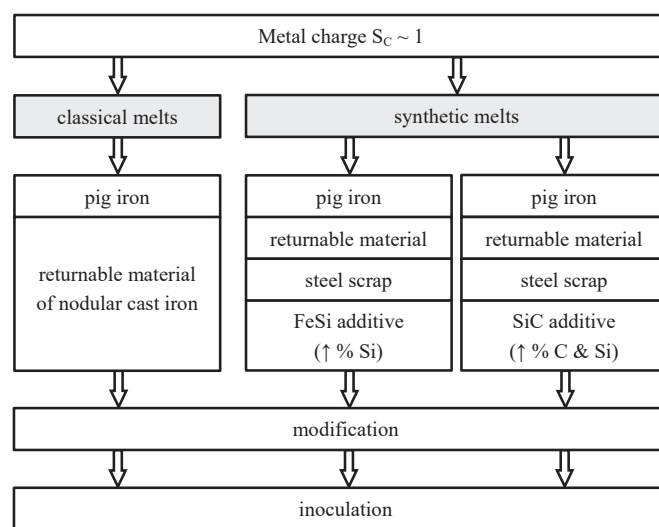 Metal charge S_C ~ 1
classical melts
synthetic melts
pig iron
returnable material
of nodular cast iron
pig iron
returnable material
steel scrap
FeSi additive
(↑ % Si)
pig iron
returnable material
steel scrap
SiC additive
(↑ % C & Si)
modification
inoculation